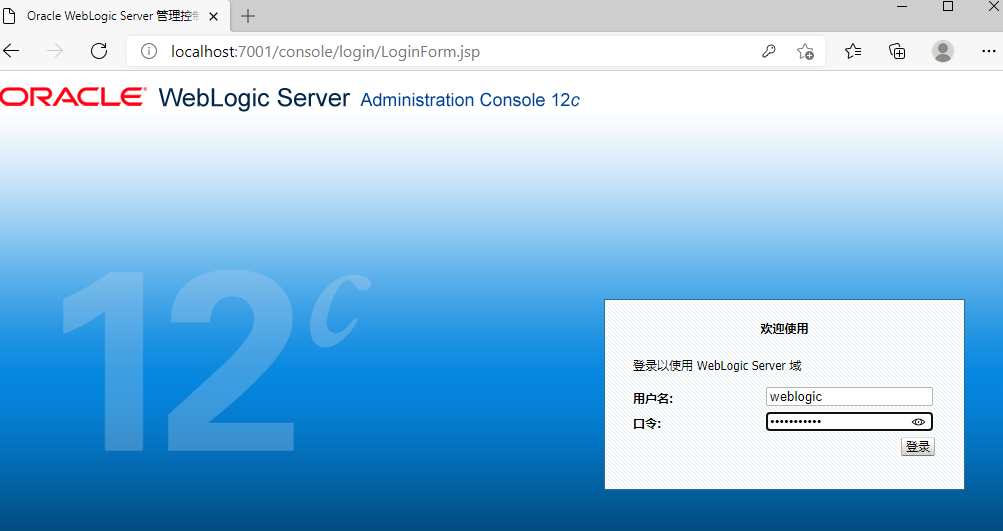 Oracle WebLogic Server 管理控制
localhost:7001/console/login/LoginForm.jsp
ORACLE WebLogic Server Administration Console 12c
12c
欢迎使用
登录以使用 WebLogic Server 域
用户名: weblogic
口令: •••••••••••
登录